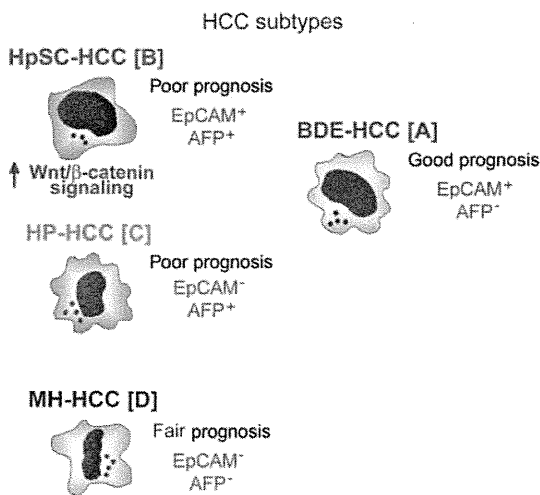 HCC subtypes
HpSC-HCC [B]
Poor prognosis
EpCAM⁺
AFP⁺
↑ Wnt/β-catenin
signaling
BDE-HCC [A]
Good prognosis
EpCAM⁺
AFP⁻
HP-HCC [C]
Poor prognosis
EpCAM⁻
AFP⁺
MH-HCC [D]
Fair prognosis
EpCAM⁻
AFP⁻